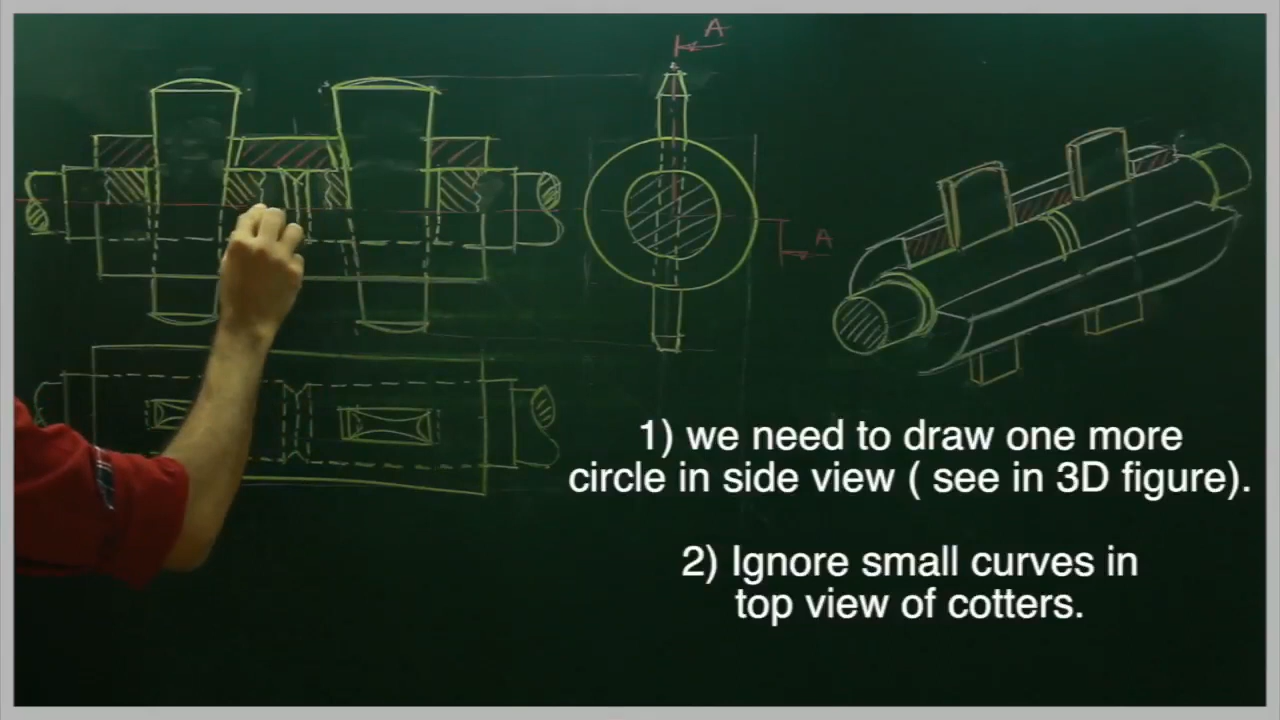 A
A
1) we need to draw one more
circle in side view ( see in 3D figure).
2) Ignore small curves in
top view of cotters.